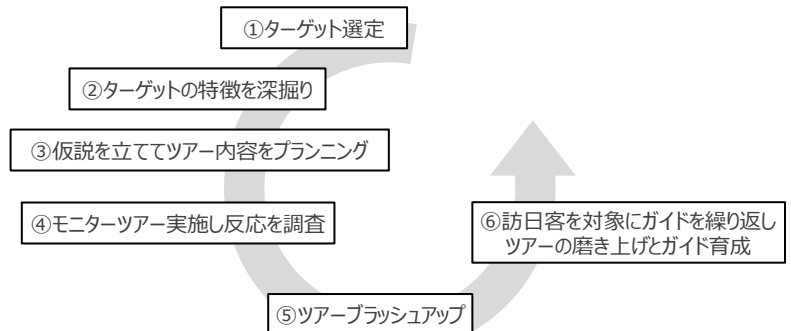 ①ターゲット選定
②ターゲットの特徴を深掘り
③仮説を立ててツアー内容をプランニング
④モニターツアー実施し反応を調査
⑥訪日客を対象にガイドを繰り返し
ツアーの磨き上げとガイド育成
⑤ツアーブラッシュアップ